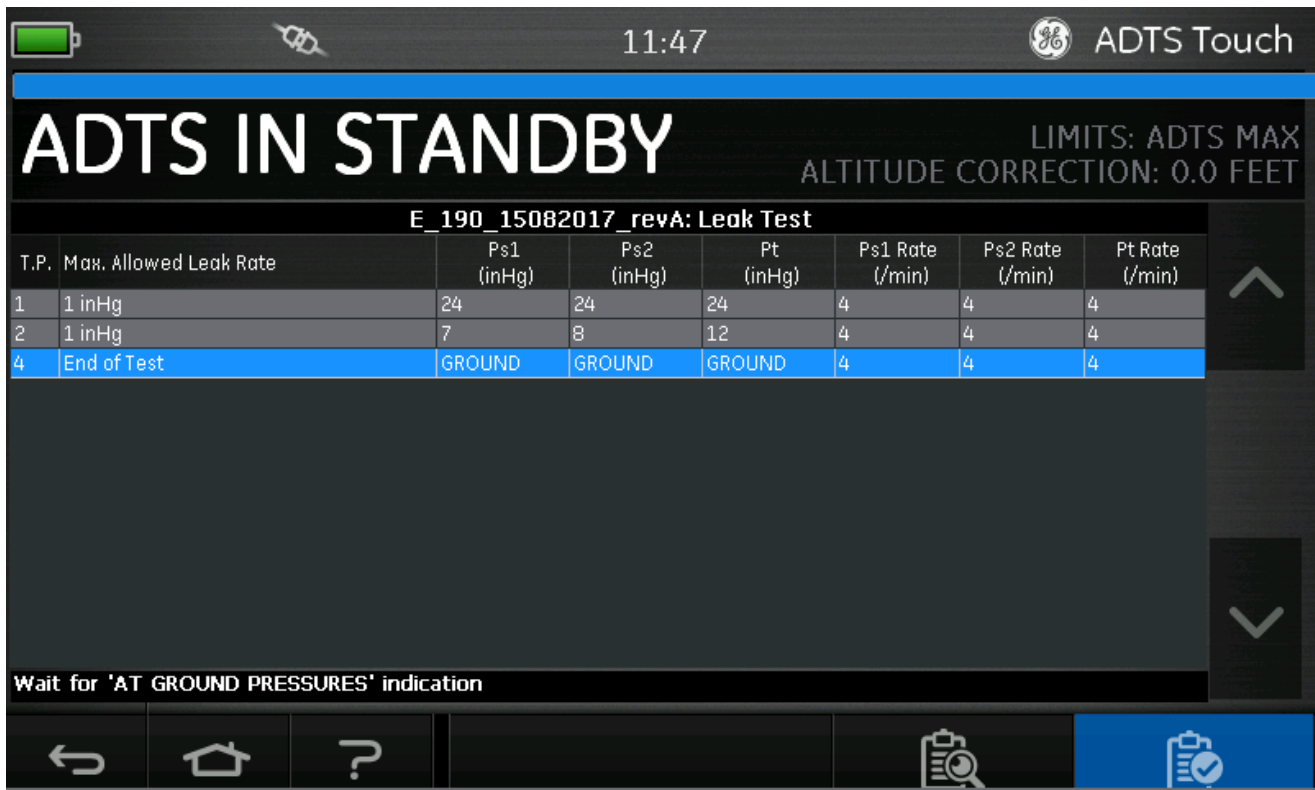 11:47 ADTS Touch
ADTS IN STANDBY
LIMITS: ADTS MAX
ALTITUDE CORRECTION: 0.0 FEET
E_190_15082017_revA: Leak Test
T.P. Max. Allowed Leak Rate Ps1 (inHg) Ps2 (inHg) Pt (inHg) Ps1 Rate (/min) Ps2 Rate (/min) Pt Rate (/min)
1 1 inHg 24 24 24 4 4 4
2 1 inHg 7 8 12 4 4 4
4 End of Test GROUND GROUND GROUND 4 4 4
Wait for 'AT GROUND PRESSURES' indication
?